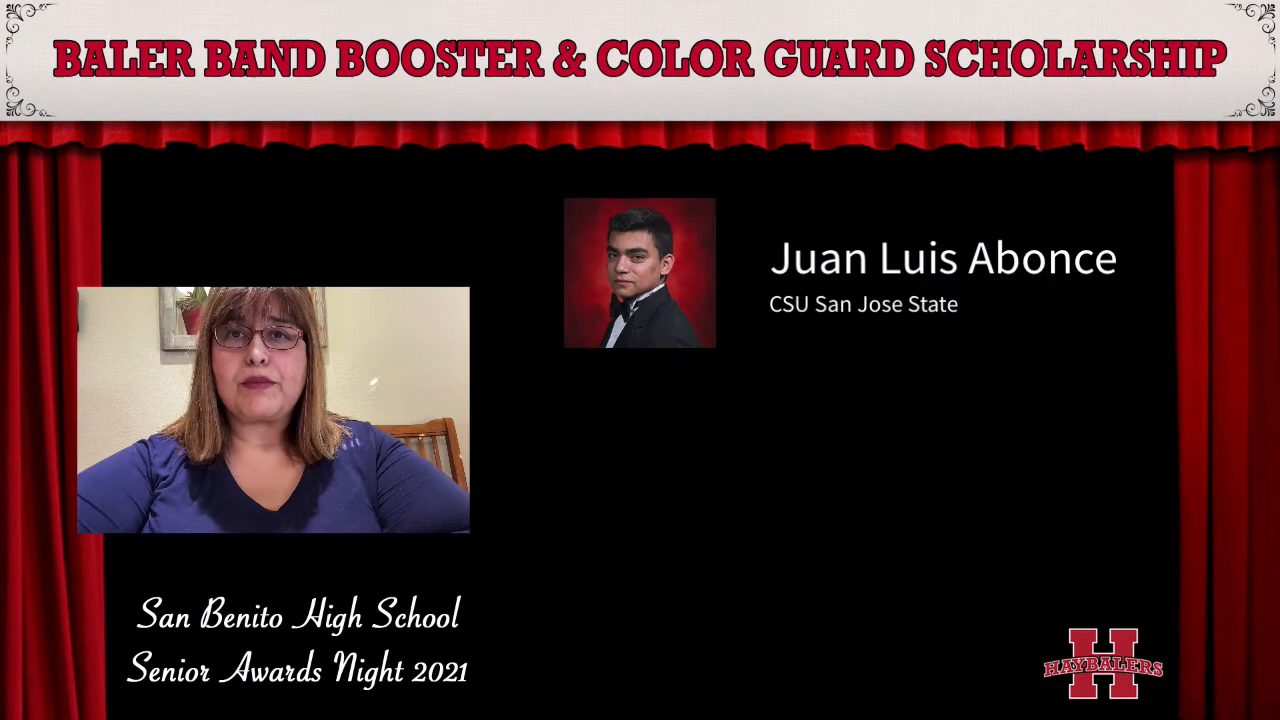 BALER BAND BOOSTER & COLOR GUARD SCHOLARSHIP
Juan Luis Abonce
CSU San Jose State
San Benito High School
Senior Awards Night 2021
H
HAYBALERS